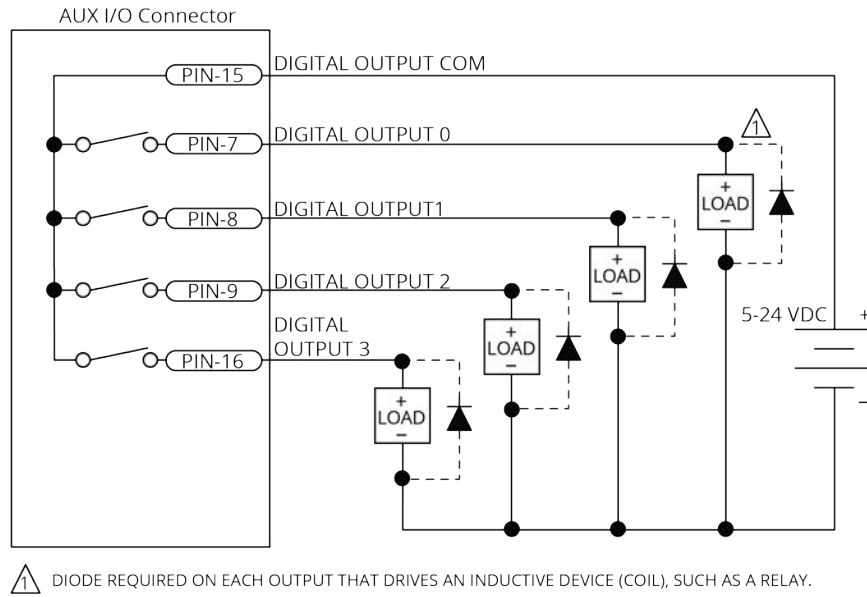 AUX I/O Connector
PIN-15
DIGITAL OUTPUT COM
PIN-7
DIGITAL OUTPUT 0
1
+
LOAD
–
PIN-8
DIGITAL OUTPUT1
+
LOAD
–
PIN-9
DIGITAL OUTPUT 2
+
LOAD
–
5-24 VDC
+
–
PIN-16
DIGITAL
OUTPUT 3
+
LOAD
–
1 DIODE REQUIRED ON EACH OUTPUT THAT DRIVES AN INDUCTIVE DEVICE (COIL), SUCH AS A RELAY.